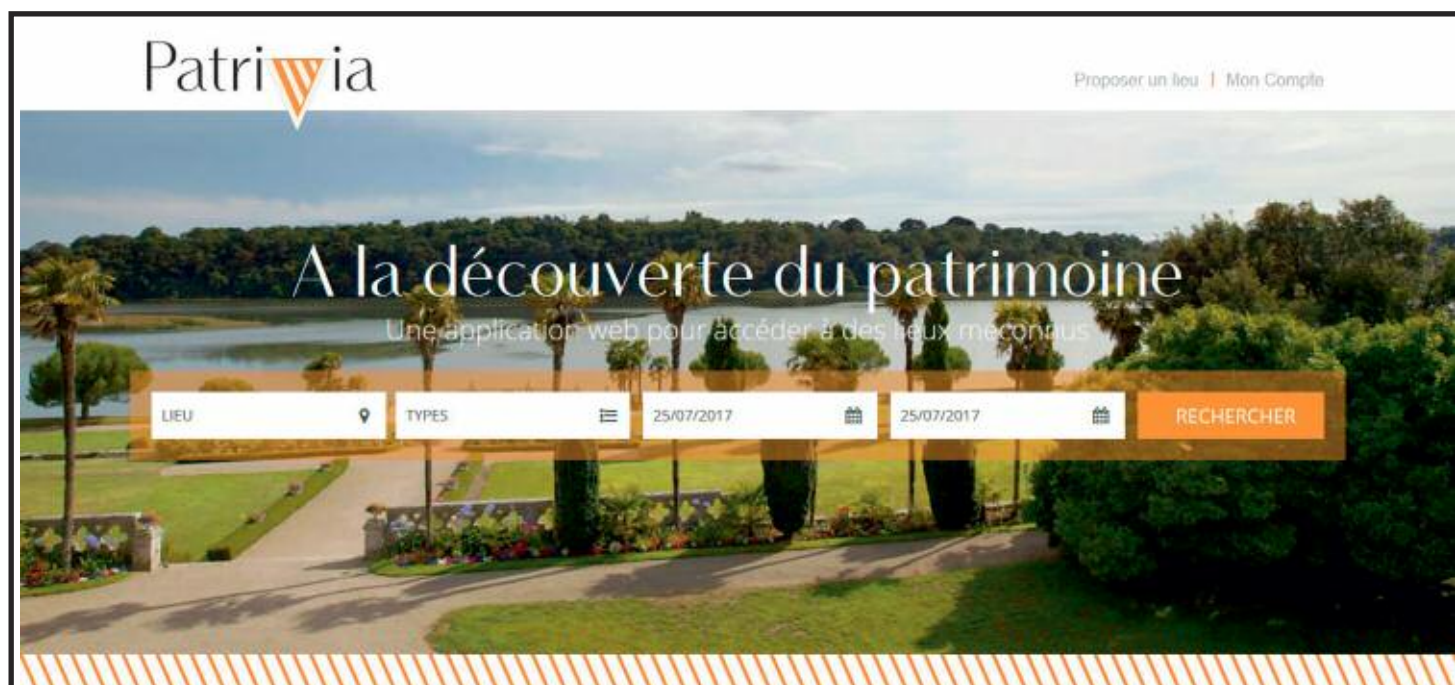 Patrivia
Proposer un lieu | Mon Compte
A la découverte du patrimoine
Une application web pour accéder à des lieux méconnus
LIEU
TYPES
25/07/2017
25/07/2017
RECHERCHER